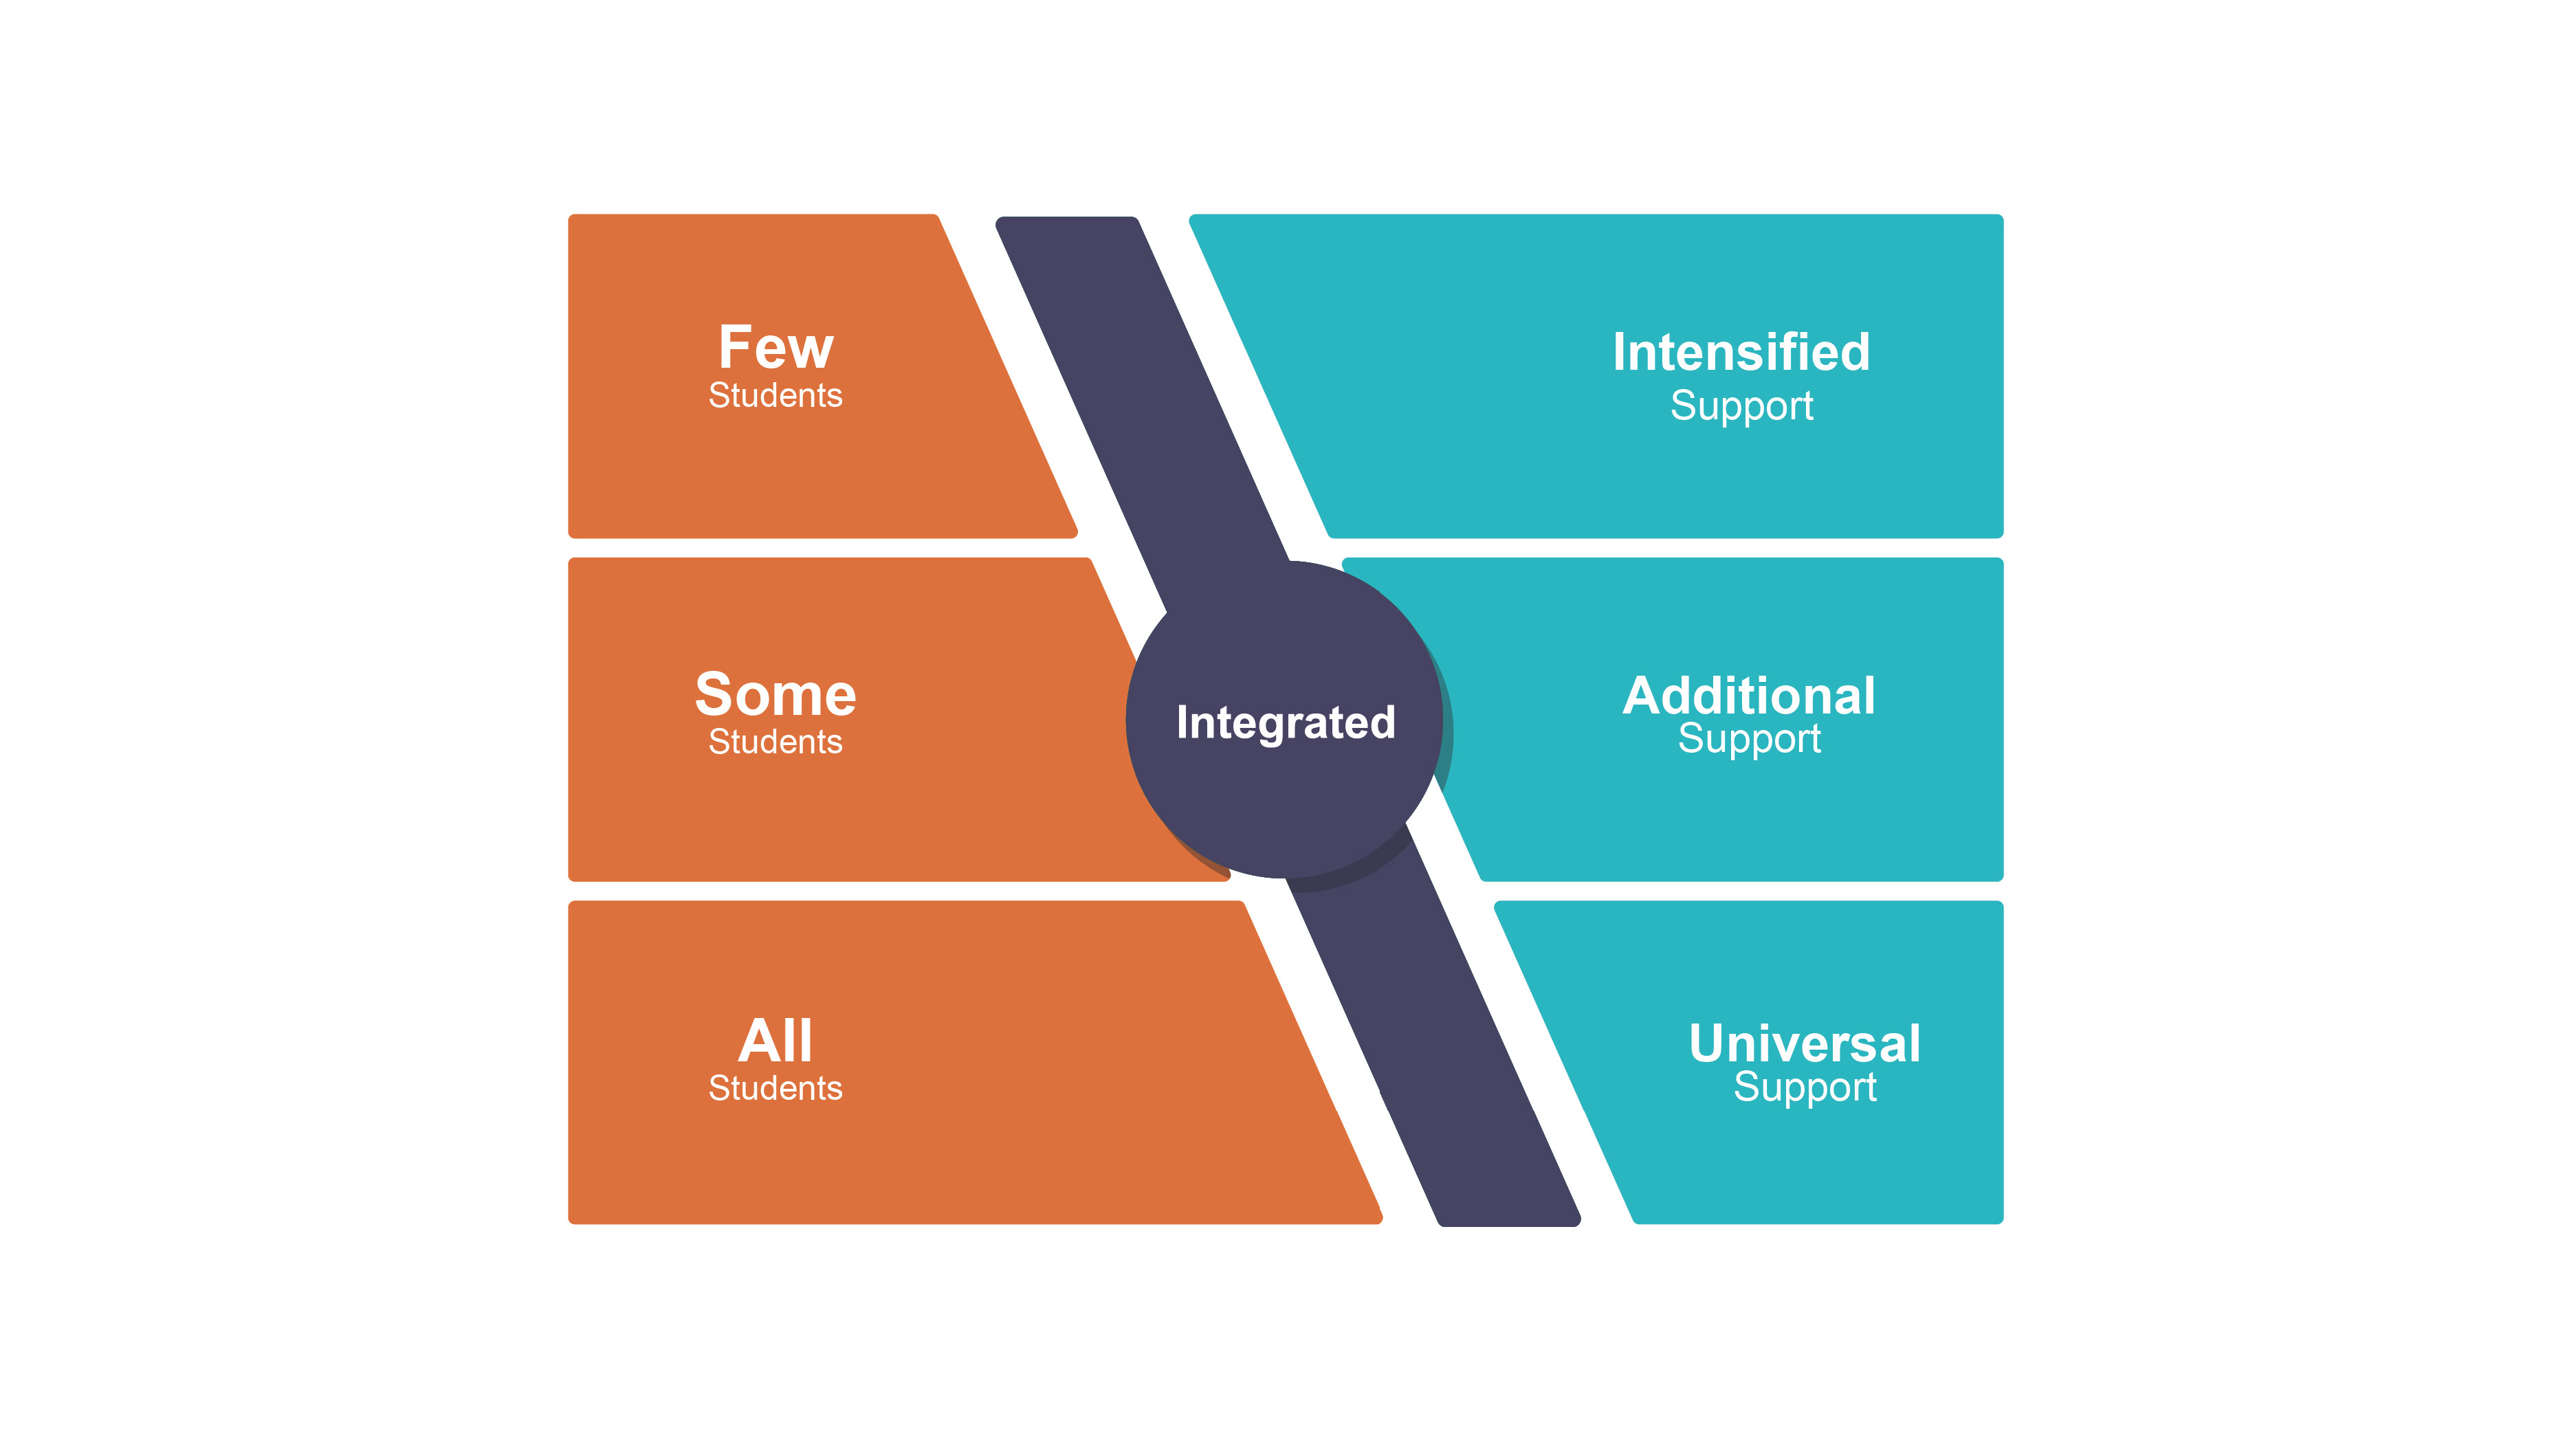 Few
Students
Intensified
Support
Some
Students
Integrated
Additional
Support
All
Students
Universal
Support